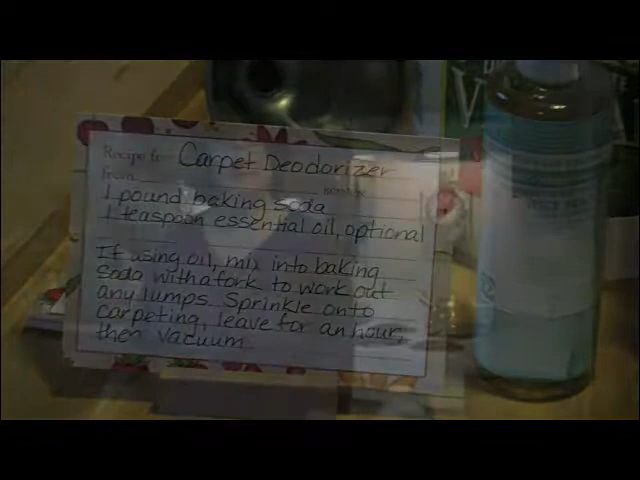 Recipe for Carpet Deodorizer
From
1 pound baking soda
1 teaspoon essential oil, optional
If using oil, mix into baking
soda with a fork to work out
any lumps. Sprinkle onto
carpeting, leave for an hour,
then vacuum